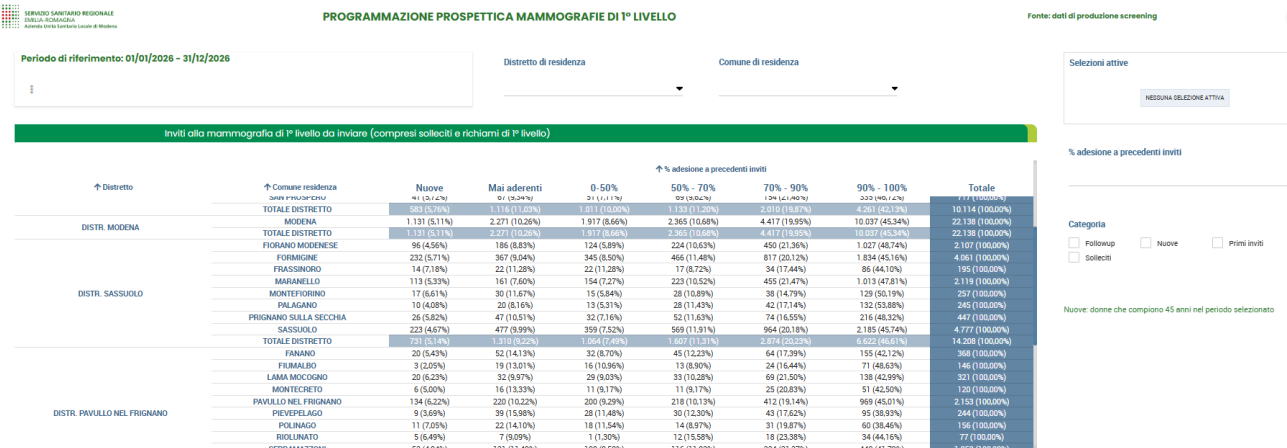 SERVIZIO SANITARIO REGIONALE
EMILIA-ROMAGNA
Azienda Unità Sanitaria Locale di Modena
PROGRAMMAZIONE PROSPETTICA MAMMOGRAFIE DI 1° LIVELLO
Fonte: dati di produzione screening
Periodo di riferimento: 01/01/2026 - 31/12/2026
Distretto di residenza
Comune di residenza
Selezioni attive
NESSUNA SELEZIONE ATTIVA
Inviti alla mammografia di 1° livello da inviare (compresi solleciti e richiami di 1° livello)
% adesione a precedenti inviti
↑ % adesione a precedenti inviti
↑ Distretto ↑ Comune residenza Nuove Mai aderenti 0-50% 50% - 70% 70% - 90% 90% - 100% Totale
SAN PROSPERO 41 (5,72%) 67 (9,34%) 51 (7,11%) 69 (9,62%) 154 (21,48%) 335 (46,72%) 717 (100,00%)
TOTALE DISTRETTO 583 (5,76%) 1.116 (11,03%) 1.011 (10,00%) 1.133 (11,20%) 2.010 (19,87%) 4.261 (42,13%) 10.114 (100,00%)
DISTR. MODENA MODENA 1.131 (5,11%) 2.271 (10,26%) 1.917 (8,66%) 2.365 (10,68%) 4.417 (19,95%) 10.037 (45,34%) 22.138 (100,00%)
TOTALE DISTRETTO 1.131 (5,11%) 2.271 (10,26%) 1.917 (8,66%) 2.365 (10,68%) 4.417 (19,95%) 10.037 (45,34%) 22.138 (100,00%)
DISTR. SASSUOLO FIORANO MODENESE 96 (4,56%) 186 (8,83%) 124 (5,89%) 224 (10,63%) 450 (21,36%) 1.027 (48,74%) 2.107 (100,00%)
FORMIGINE 232 (5,71%) 367 (9,04%) 345 (8,50%) 466 (11,48%) 817 (20,12%) 1.834 (45,16%) 4.061 (100,00%)
FRASSINORO 14 (7,18%) 22 (11,28%) 22 (11,28%) 17 (8,72%) 34 (17,44%) 86 (44,10%) 195 (100,00%)
MARANELLO 113 (5,33%) 161 (7,60%) 154 (7,27%) 223 (10,52%) 455 (21,47%) 1.013 (47,81%) 2.119 (100,00%)
MONTEFIORINO 17 (6,61%) 30 (11,67%) 15 (5,84%) 28 (10,89%) 38 (14,79%) 129 (50,19%) 257 (100,00%)
PALAGANO 10 (4,08%) 20 (8,16%) 13 (5,31%) 28 (11,43%) 42 (17,14%) 132 (53,88%) 245 (100,00%)
PRIGNANO SULLA SECCHIA 26 (5,82%) 47 (10,51%) 32 (7,16%) 52 (11,63%) 74 (16,55%) 216 (48,32%) 447 (100,00%)
SASSUOLO 223 (4,67%) 477 (9,99%) 359 (7,52%) 569 (11,91%) 964 (20,18%) 2.185 (45,74%) 4.777 (100,00%)
TOTALE DISTRETTO 731 (5,14%) 1.310 (9,22%) 1.064 (7,49%) 1.607 (11,31%) 2.874 (20,23%) 6.622 (46,61%) 14.208 (100,00%)
DISTR. PAVULLO NEL FRIGNANO FANANO 20 (5,43%) 52 (14,13%) 32 (8,70%) 45 (12,23%) 64 (17,39%) 155 (42,12%) 368 (100,00%)
FIUMALBO 3 (2,05%) 19 (13,01%) 16 (10,96%) 13 (8,90%) 24 (16,44%) 71 (48,63%) 146 (100,00%)
LAMA MOCOGNO 20 (6,23%) 32 (9,97%) 29 (9,03%) 33 (10,28%) 69 (21,50%) 138 (42,99%) 321 (100,00%)
MONTECRETO 6 (5,00%) 16 (13,33%) 11 (9,17%) 11 (9,17%) 25 (20,83%) 51 (42,50%) 120 (100,00%)
PAVULLO NEL FRIGNANO 134 (6,22%) 220 (10,22%) 200 (9,29%) 218 (10,13%) 412 (19,14%) 969 (45,01%) 2.153 (100,00%)
PIEVEPELAGO 9 (3,69%) 39 (15,98%) 28 (11,48%) 30 (12,30%) 43 (17,62%) 95 (38,93%) 244 (100,00%)
POLINAGO 11 (7,05%) 22 (14,10%) 18 (11,54%) 14 (8,97%) 31 (19,87%) 60 (38,46%) 156 (100,00%)
RIOLUNATO 5 (6,49%) 7 (9,09%) 1 (1,30%) 12 (15,58%) 18 (23,38%) 34 (44,16%) 77 (100,00%)
SERRAMAZZONI
Categoria
Followup Nuove Primi inviti
Solleciti
Nuove: donne che compiono 45 anni nel periodo selezionato